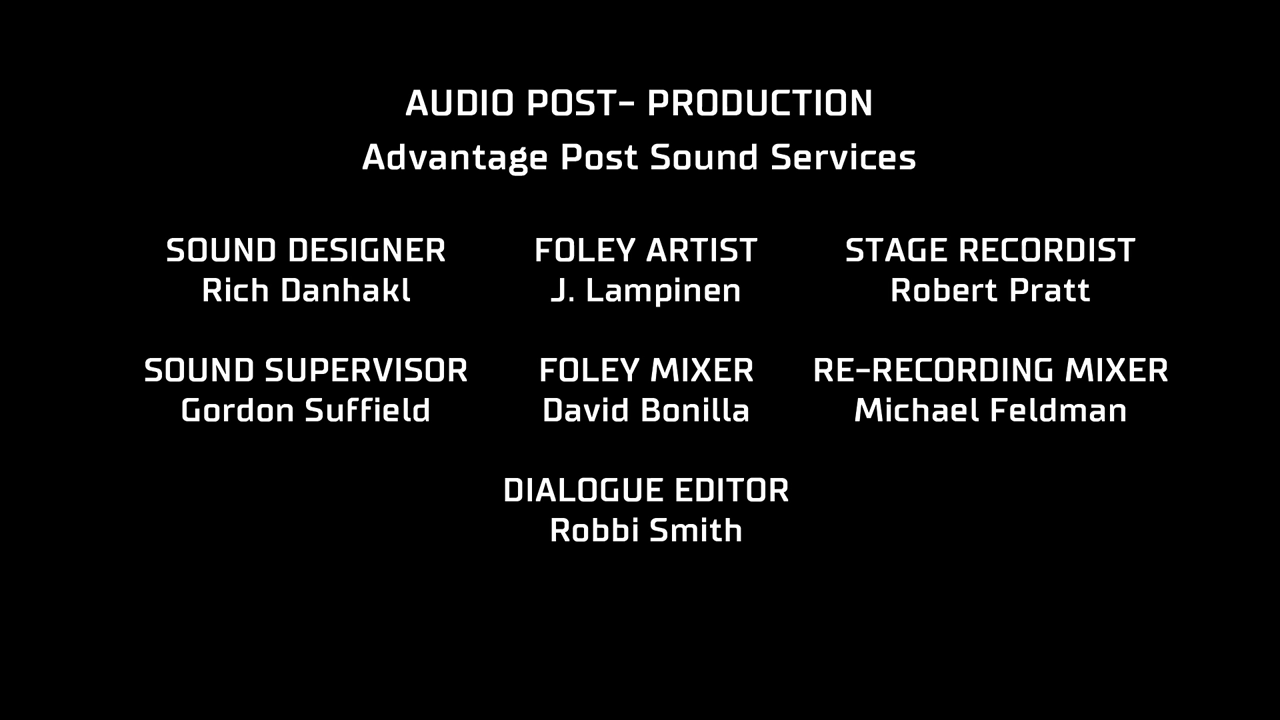 AUDIO POST- PRODUCTION
Advantage Post Sound Services
SOUND DESIGNER
Rich Danhakl
FOLEY ARTIST
J. Lampinen
STAGE RECORDIST
Robert Pratt
SOUND SUPERVISOR
Gordon Suffield
FOLEY MIXER
David Bonilla
RE-RECORDING MIXER
Michael Feldman
DIALOGUE EDITOR
Robbi Smith